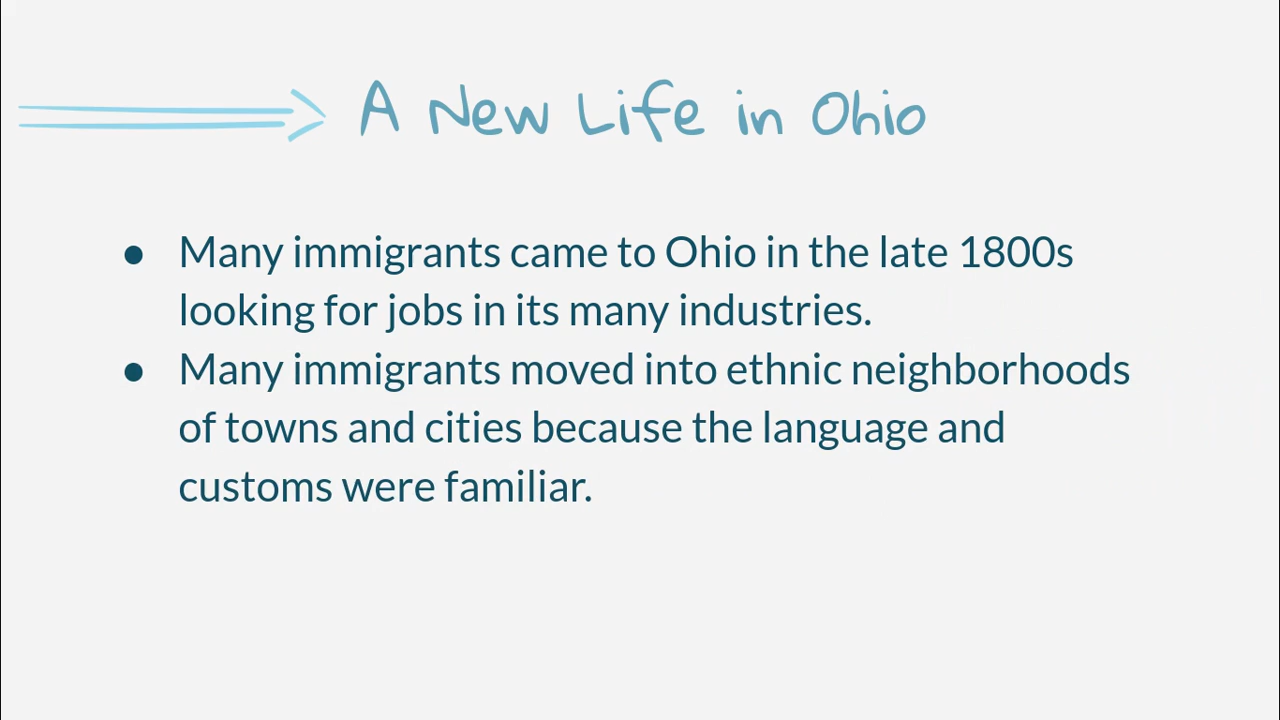 A New Life in Ohio
● Many immigrants came to Ohio in the late 1800s
looking for jobs in its many industries.
● Many immigrants moved into ethnic neighborhoods
of towns and cities because the language and
customs were familiar.